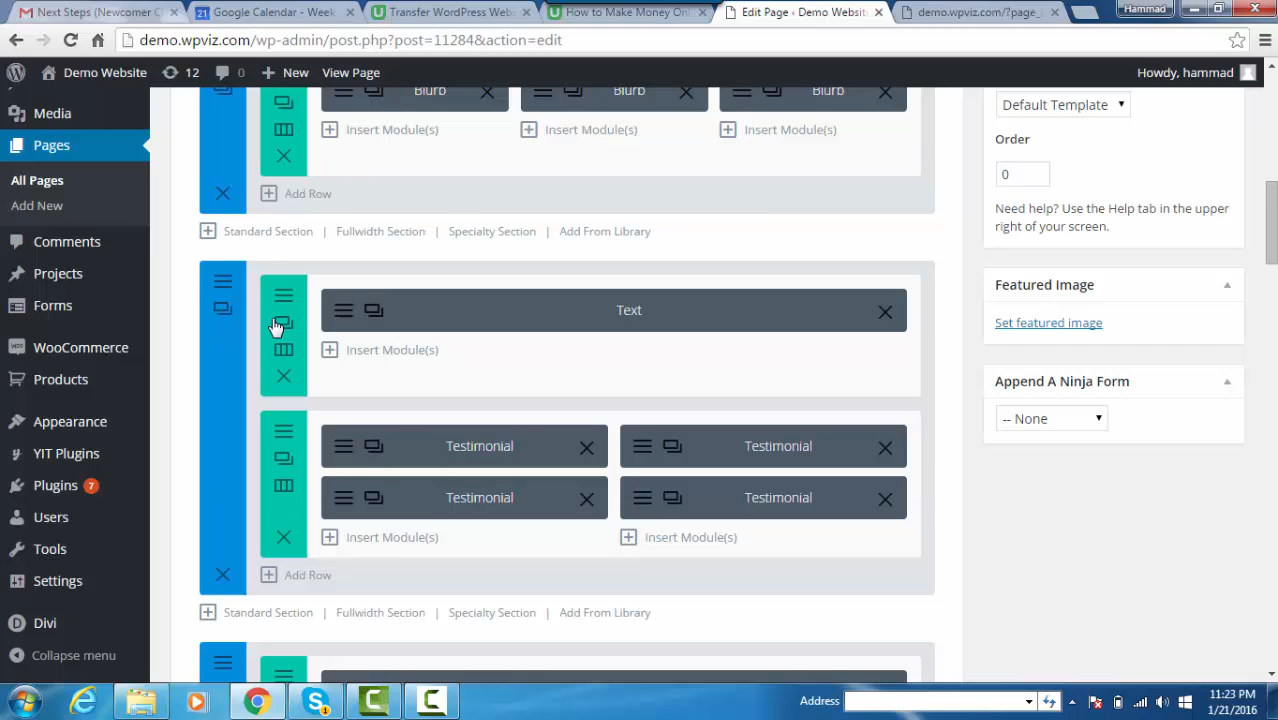 Next Steps (Newcomer C
Google Calendar - Week
Transfer WordPress Web
How to Make Money Onl
Edit Page ‹ Demo Websit
demo.wpviz.com/?page_
Hammad
demo.wpviz.com/wp-admin/post.php?post=11284&action=edit
Demo Website
12
0
New
View Page
Howdy, hammad
Media
Pages
All Pages
Add New
Comments
Projects
Forms
WooCommerce
Products
Appearance
YIT Plugins
Plugins 7
Users
Tools
Settings
Divi
Collapse menu
Blurb
Blurb
Blurb
Insert Module(s)
Insert Module(s)
Insert Module(s)
Add Row
Standard Section | Fullwidth Section | Specialty Section | Add From Library
Text
Insert Module(s)
Testimonial
Testimonial
Testimonial
Testimonial
Insert Module(s)
Insert Module(s)
Add Row
Standard Section | Fullwidth Section | Specialty Section | Add From Library
Default Template
Order
0
Need help? Use the Help tab in the upper
right of your screen.
Featured Image
Set featured image
Append A Ninja Form
-- None
Address
11:23 PM
1/21/2016